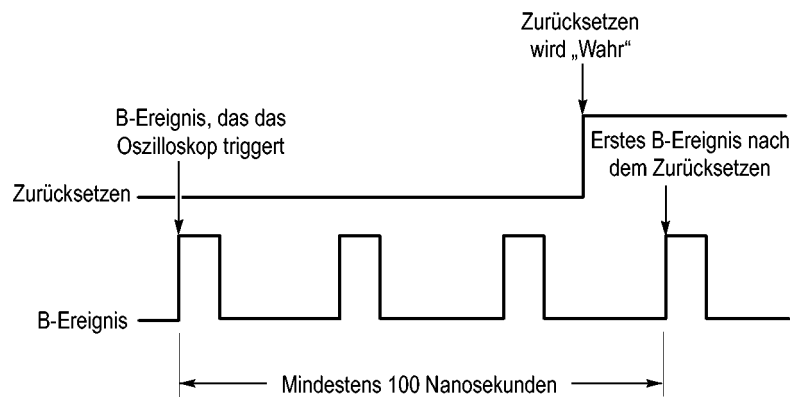 Zurücksetzen
wird „Wahr“
B-Ereignis, das das
Oszilloskop triggert
Erstes B-Ereignis nach
dem Zurücksetzen
Zurücksetzen
B-Ereignis
Mindestens 100 Nanosekunden